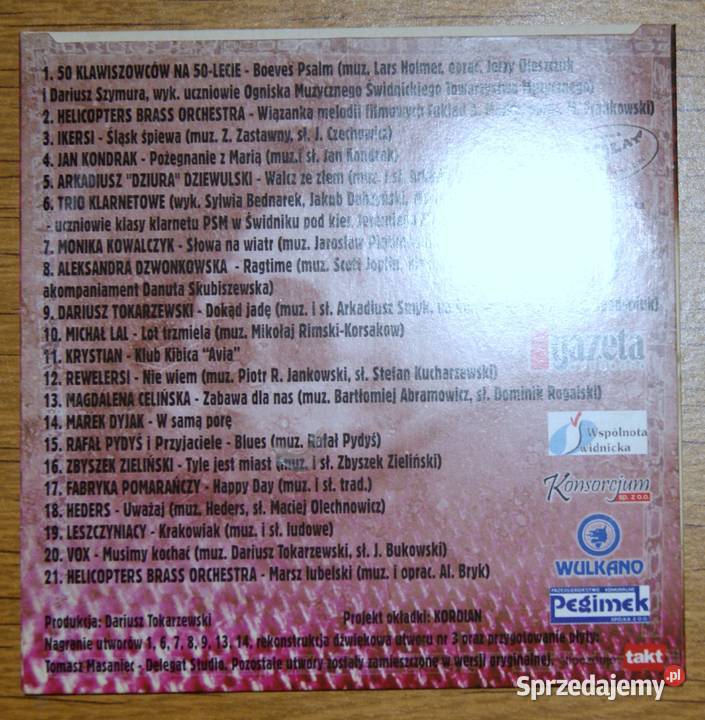 1. 50 KLAWISZOWCÓW NA 50-LECIE - Boeves Psalm (muz. Lars Holmer, oprac. Jerzy Oleszczuk
i Dariusz Szymura, wyk. uczniowie Ogniska Muzycznego Świdnickiego Towarzystwa Muzycznego)
2. HELICOPTERS BRASS ORCHESTRA - Wiązanka melodii filmowych
3. IKERSI - Śląsk śpiewa (muz. Z. Zastawny, sł. J. Czechowicz)
4. JAN KONDRAK - Pożegnanie z Marią (muz.i sł. Jan Kondrak)
5. ARKADIUSZ "DZIURA" DZIEWULSKI - Walcz ze złem (muz. i sł.
6. TRIO KLARNETOWE (wyk. Sylwia Bednarek, Jakub
- uczniowie klasy klarnetu PSM w Świdniku pod kier.
7. MONIKA KOWALCZYK - Słowa na wiatr (muz. Jarosław
8. ALEKSANDRA DZWONKOWSKA - Ragtime (muz. Scott Joplin,
akompaniament Danuta Skubiszewska)
9. DARIUSZ TOKARZEWSKI - Dokąd jadę (muz. i sł. Arkadiusz Smyk,
10. MICHAŁ LAL - Lot trzmiela (muz. Mikołaj Rimski-Korsakow)
11. KRYSTIAN - Klub Kibica "Avia"
12. REWELERSI - Nie wiem (muz. Piotr R. Jankowski, sł. Stefan Kucharzewski)
13. MAGDALENA CELIŃSKA - Zabawa dla nas (muz. Bartłomiej Abramowicz, sł. Dominik Rogalski)
14. MAREK DYJAK - W samą porę
15. RAFAŁ PYDYŚ i Przyjaciele - Blues (muz. Rafał Pydyś)
16. ZBYSZEK ZIELIŃSKI - Tyle jest miast (muz. i sł. Zbyszek Zieliński)
17. FABRYKA POMARAŃCZY - Happy Day (muz. i sł. trad.)
18. HEDERS - Uważaj (muz. Heders, sł. Maciej Olechnowicz)
19. LESZCZYNIACY - Krakowiak (muz. i sł. ludowe)
20. VOX - Musimy kochać (muz. Dariusz Tokarzewski, sł. J. Bukowski)
21. HELICOPTERS BRASS ORCHESTRA - Marsz lubelski (muz. i oprac. Al. Bryk)
gazeta
Wspólnota
Świdnicka
Konsorcjum
sp. z o.o.
WULKANO
PRZEDSIĘBIORSTWO KOMUNALNE
Pegimek
Produkcja: Dariusz Tokarzewski
Projekt okładki: KORDIAN
Nagranie utworów 1, 6, 7, 8, 9, 13, 14, rekonstrukcja dźwiękowa utworu nr 3 oraz przygotowanie płyty:
Tomasz Masaniec - Delegat Studio. Pozostałe utwory zostały zamieszczone w wersji oryginalnej.
takt
Sprzedajemy.pl